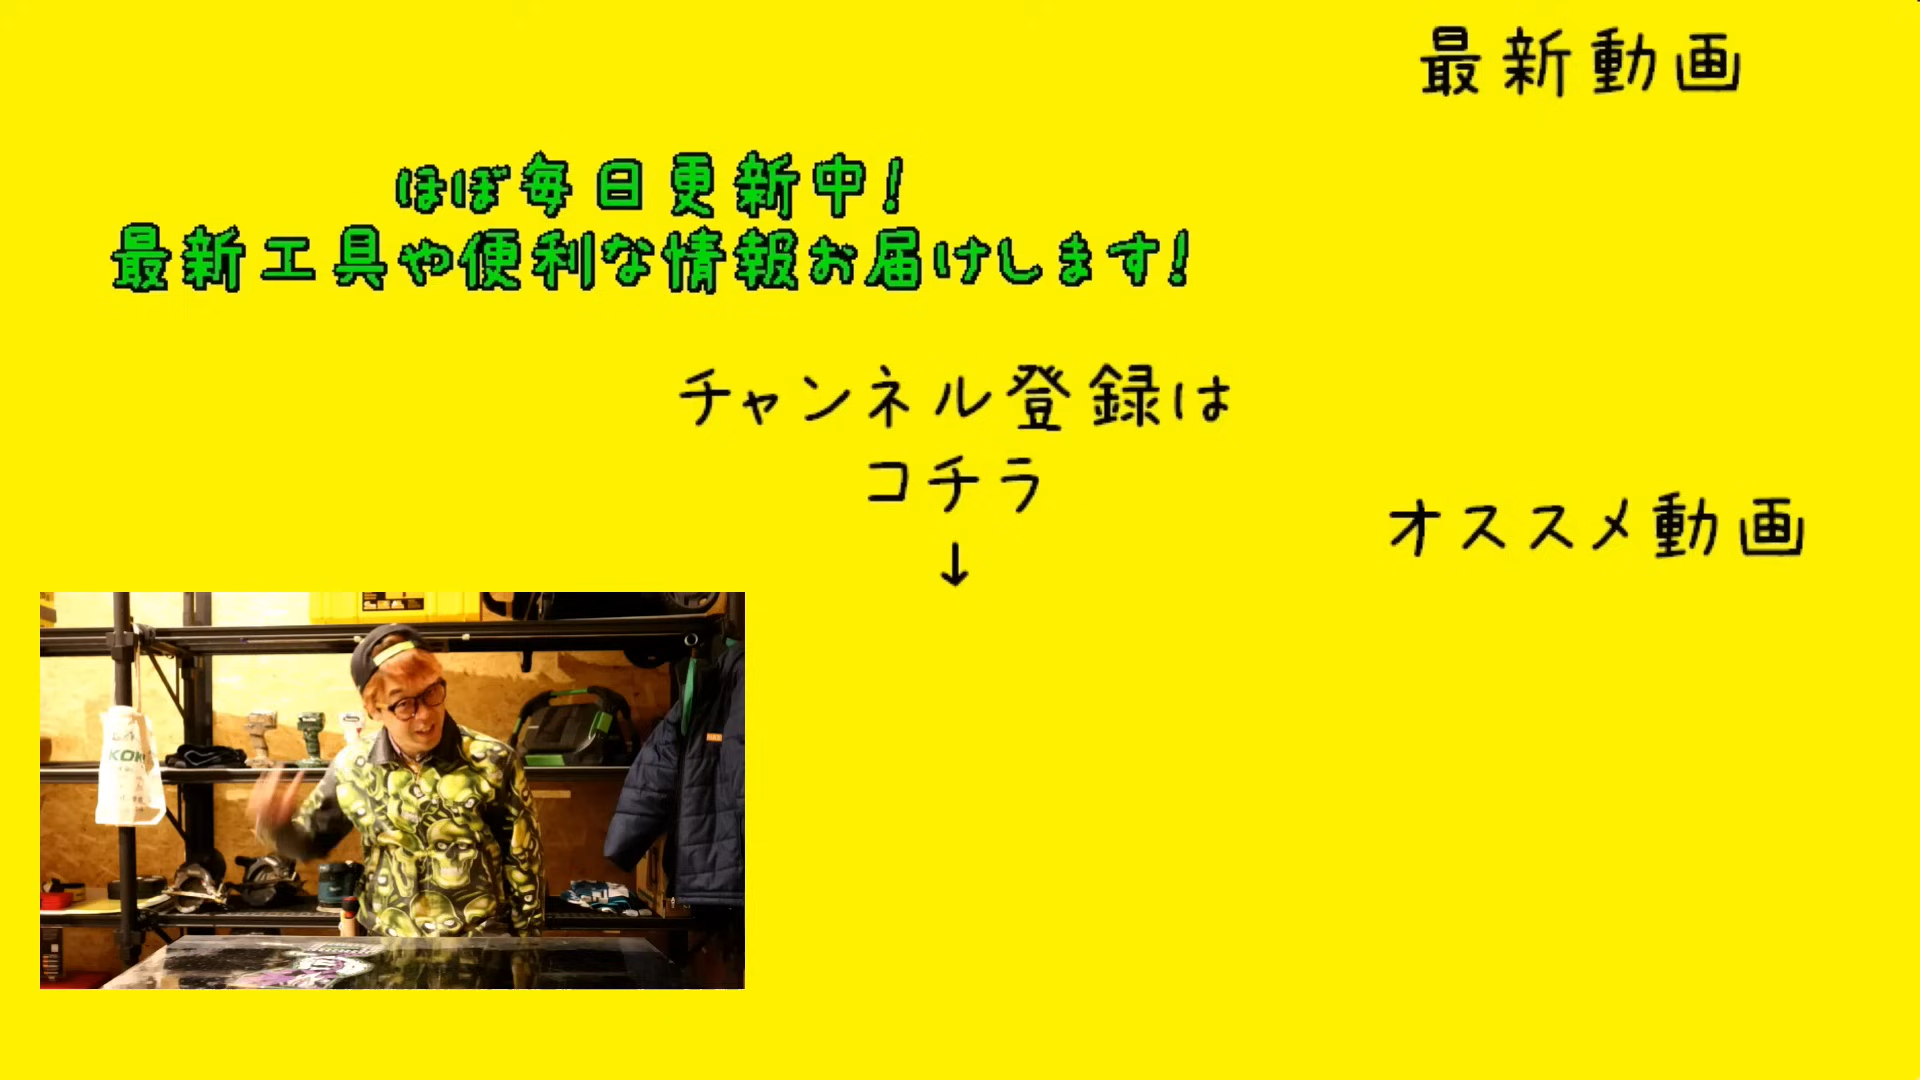 最新動画
ほぼ毎日更新中!
最新工具や便利な情報お届けします!
チャンネル登録は
コチラ
↓
オススメ動画